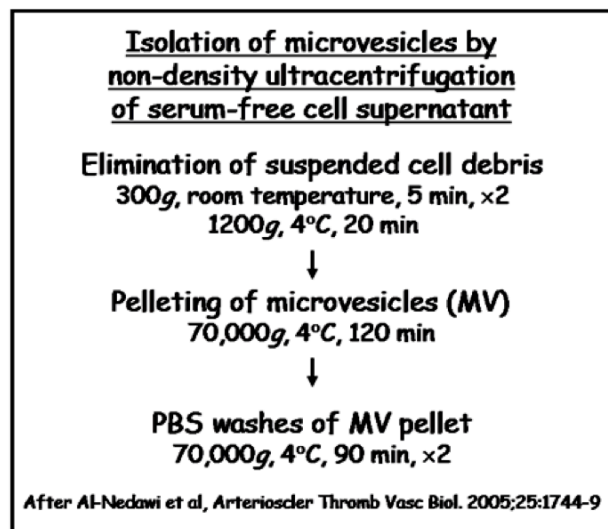 Isolation of microvesicles by
non-density ultracentrifugation
of serum-free cell supernatant
Elimination of suspended cell debris
300g, room temperature, 5 min, ×2
1200g, 4°C, 20 min
Pelleting of microvesicles (MV)
70,000g, 4°C, 120 min
PBS washes of MV pellet
70,000g, 4°C, 90 min, ×2
After Al-Nedawi et al, Arterioscler Thromb Vasc Biol. 2005;25:1744-9